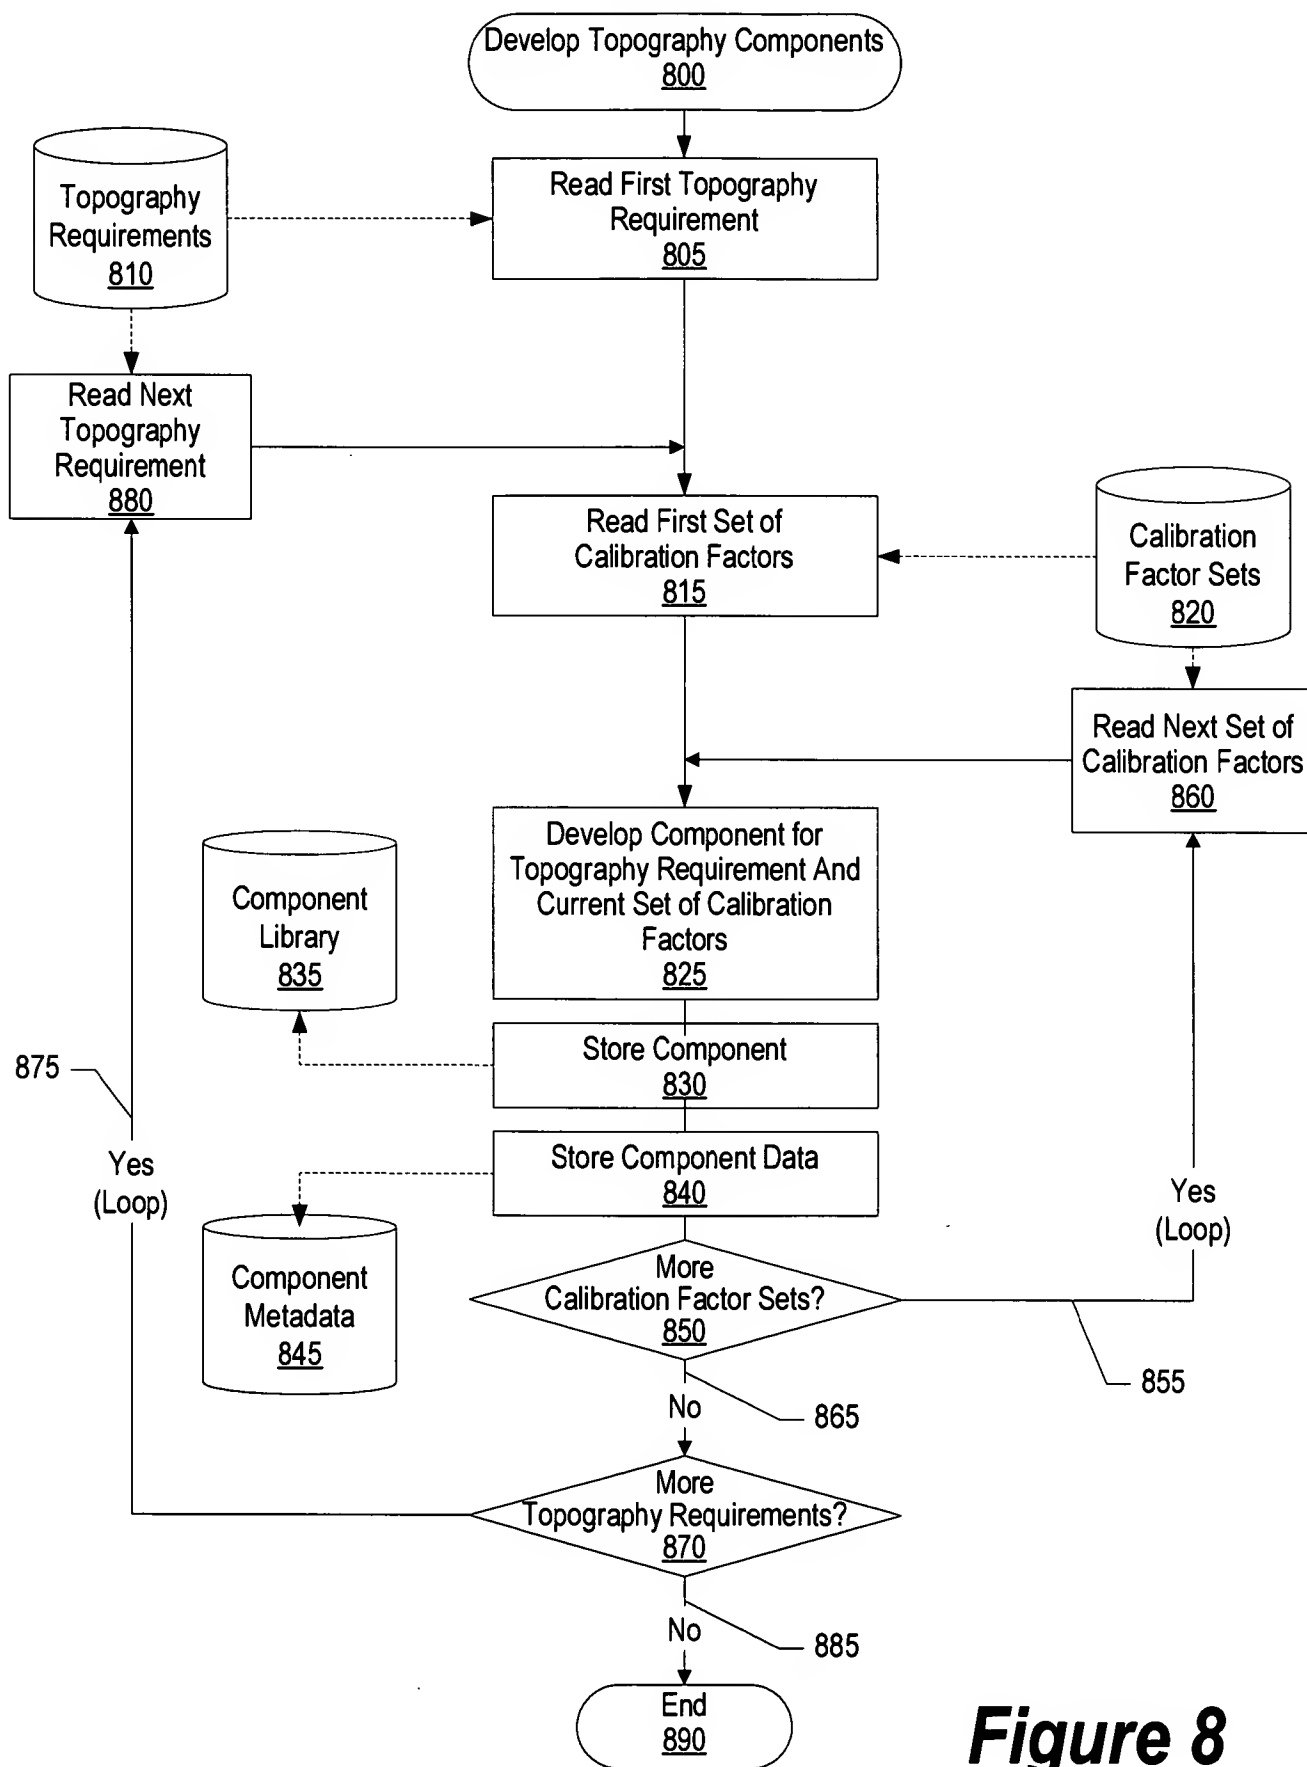 Develop Topography Components
800
Topography
Requirements
810
Read First Topography
Requirement
805
Read Next
Topography
Requirement
880
Read First Set of
Calibration Factors
815
Calibration
Factor Sets
820
Read Next Set of
Calibration Factors
860
Develop Component for
Topography Requirement And
Current Set of Calibration
Factors
825
Component
Library
835
Store Component
830
875
Yes
(Loop)
Store Component Data
840
Yes
(Loop)
Component
Metadata
845
More
Calibration Factor Sets?
850
855
865
No
More
Topography Requirements?
870
No
885
End
890
Figure 8